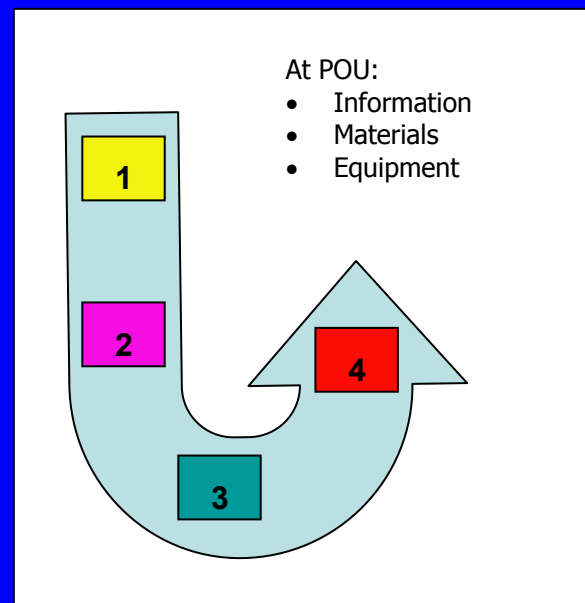 At POU:
• Information
• Materials
• Equipment
1
2
4
3